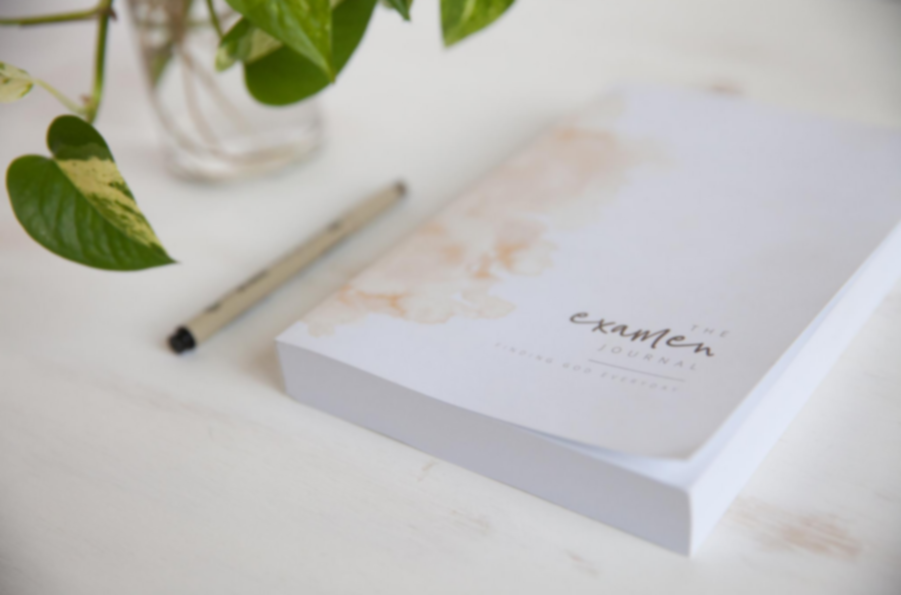 THE
examen
JOURNAL
FINDING GOD EVERYDAY